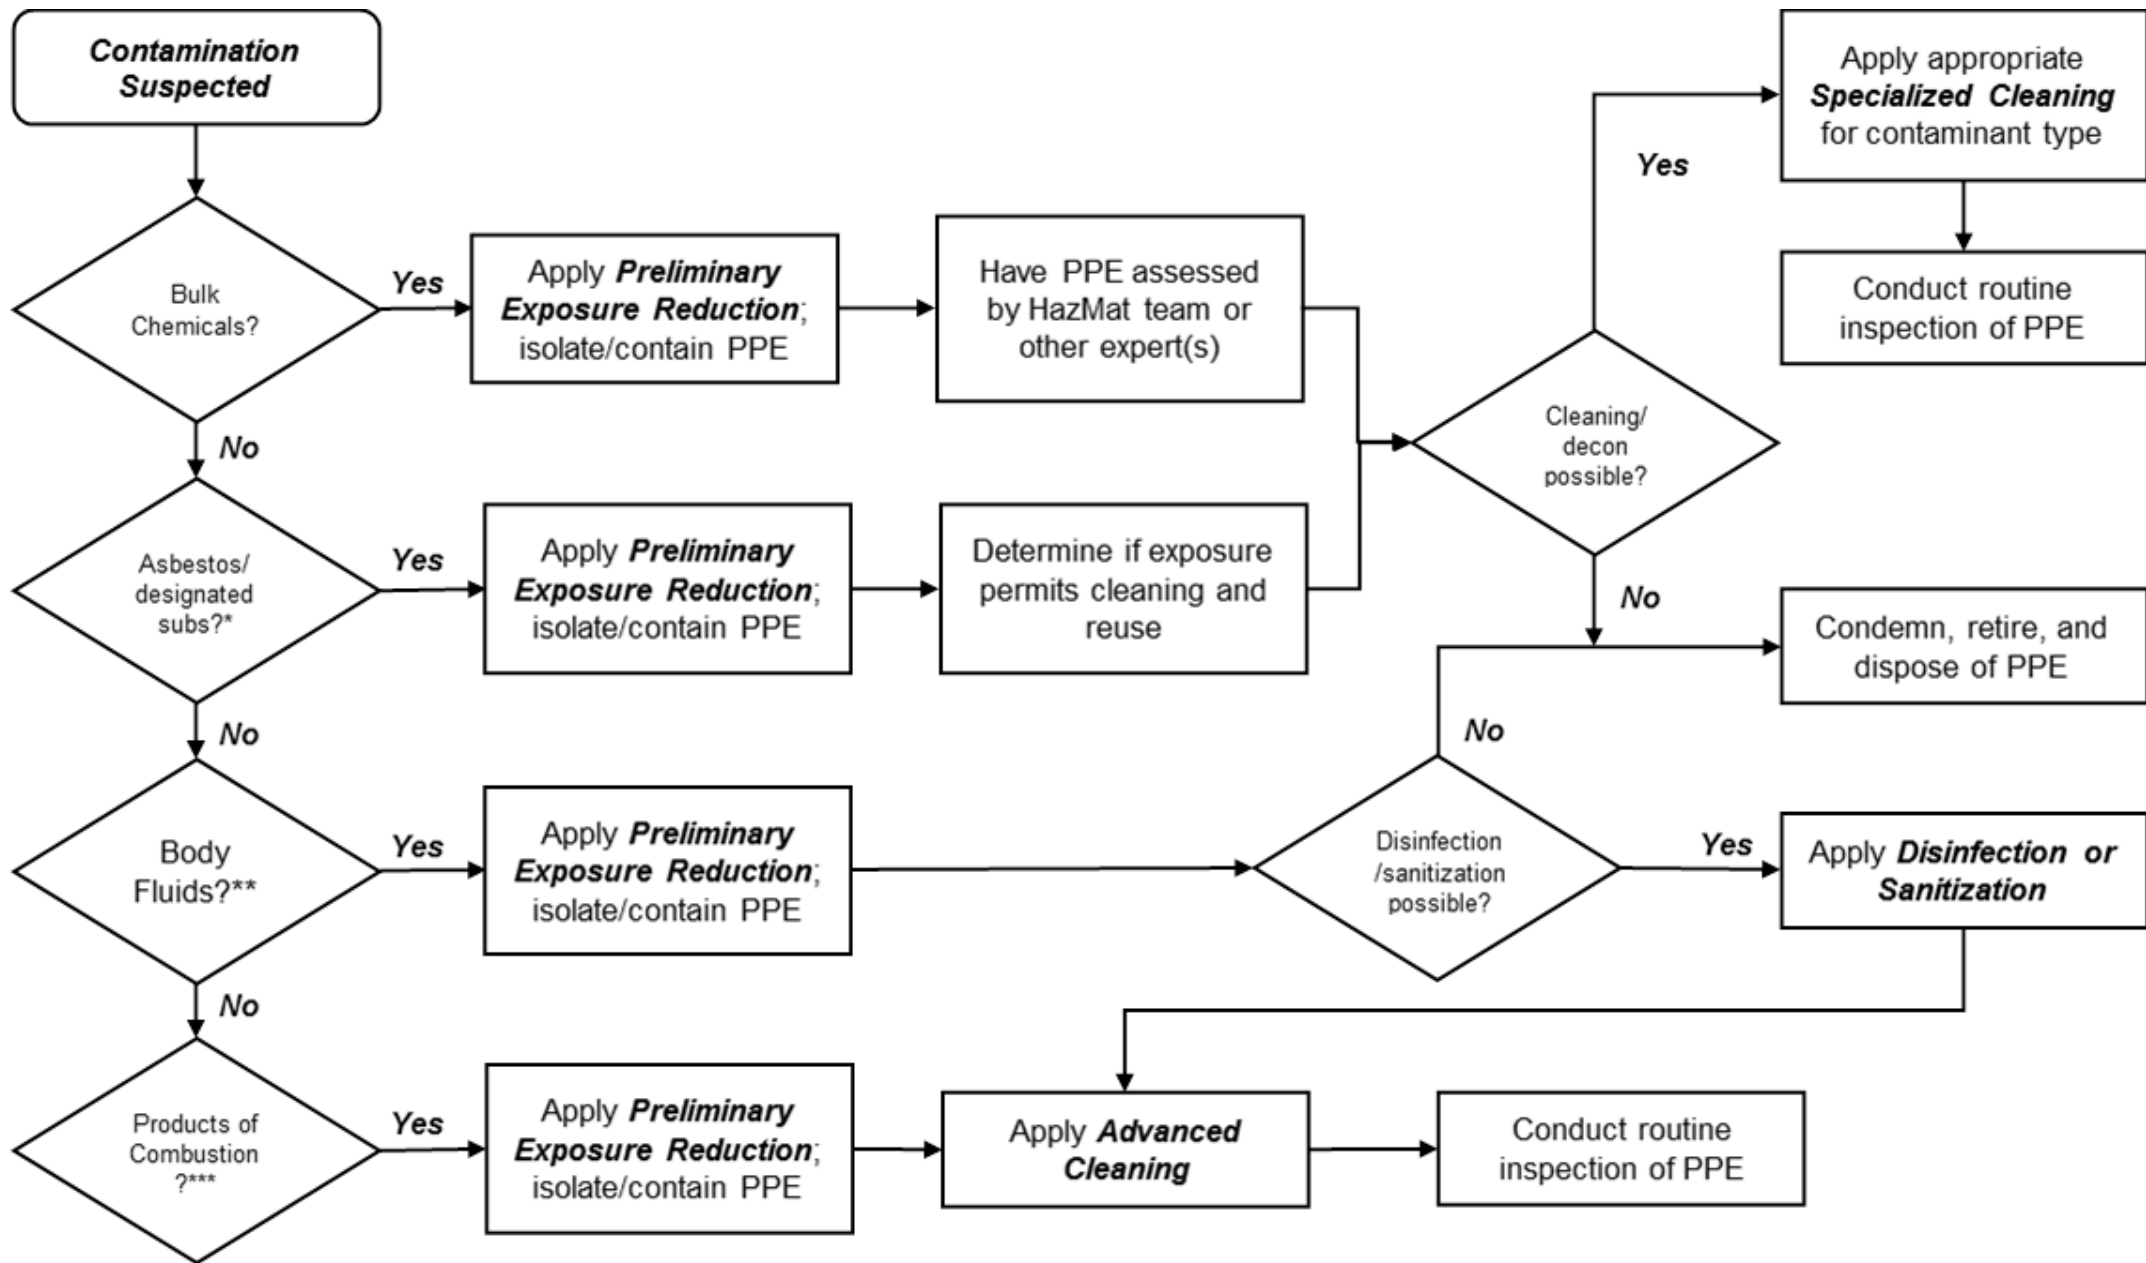 Contamination
Suspected
Bulk
Chemicals?
Yes
Apply Preliminary
Exposure Reduction;
isolate/contain PPE
Have PPE assessed
by HazMat team or
other expert(s)
Cleaning/
decon
possible?
Yes
Apply appropriate
Specialized Cleaning
for contaminant type
Conduct routine
inspection of PPE
No
Asbestos/
designated
subs?*
Yes
Apply Preliminary
Exposure Reduction;
isolate/contain PPE
Determine if exposure
permits cleaning and
reuse
No
Condemn, retire, and
dispose of PPE
No
Body
Fluids?**
Yes
Apply Preliminary
Exposure Reduction;
isolate/contain PPE
Disinfection
/sanitization
possible?
No
Yes
Apply Disinfection or
Sanitization
No
Products of
Combustion
?***
Yes
Apply Preliminary
Exposure Reduction;
isolate/contain PPE
Apply Advanced
Cleaning
Conduct routine
inspection of PPE